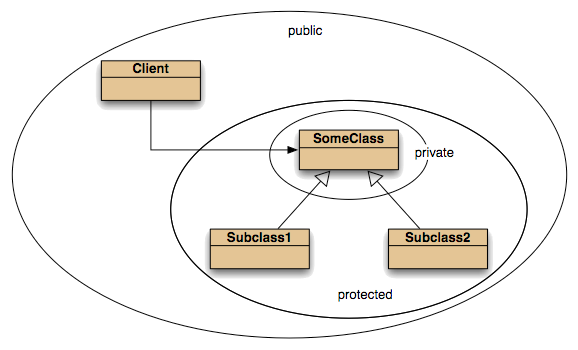 public
Client
SomeClass
private
Subclass1
Subclass2
protected